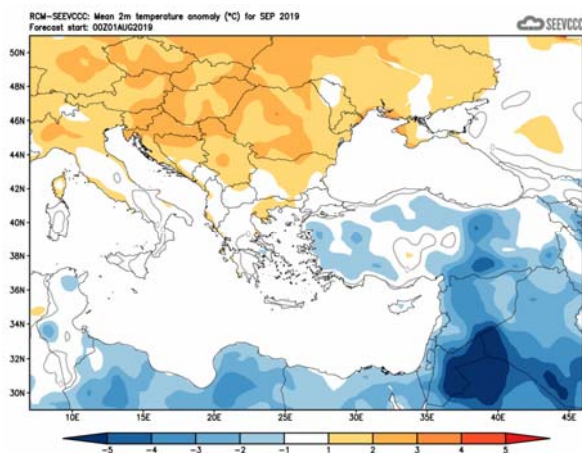 RCM-SEEVCCC: Mean 2m temperature anomaly (°C) for SEP 2019
Forecast start: 00Z01AUG2019
SEEVCCC
50N
48N
46N
44N
42N
40N
38N
36N
34N
32N
30N
10E 15E 20E 25E 30E 35E 40E 45E
-5 -4 -3 -2 -1 1 2 3 4 5